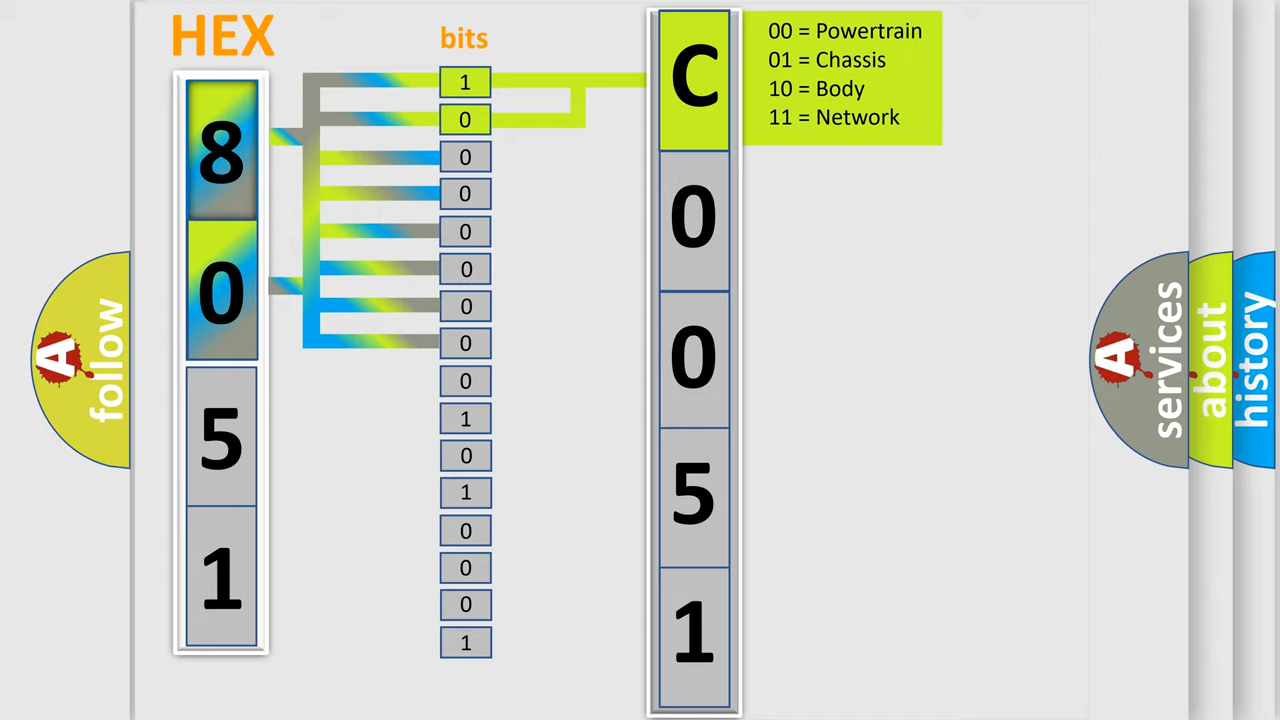 HEX
8
0
5
1
bits
1
0
0
0
0
0
0
0
0
1
0
1
0
0
0
1
C
0
0
5
1
00 = Powertrain
01 = Chassis
10 = Body
11 = Network
A
follow
A
services
about
history